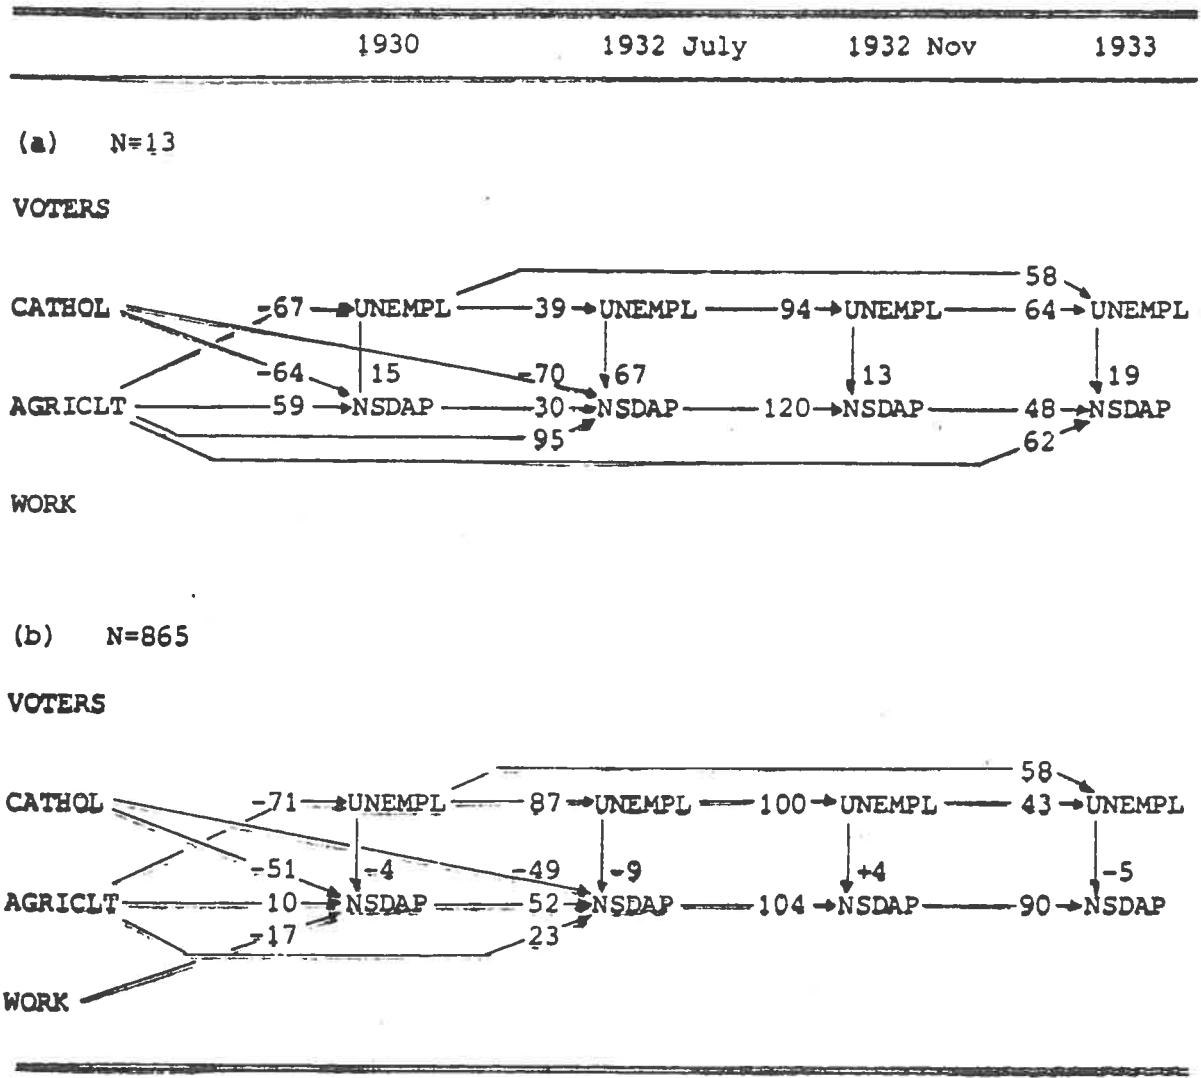 1930 1932 July 1932 Nov 1933
(a) N=13
VOTERS
58
CATHOL -67 UNEMPL 39 UNEMPL 94 UNEMPL 64 UNEMPL
-64 15 -70 67 13 19
AGRICLT 59 NSDAP 30 NSDAP 120 NSDAP 48 NSDAP
95 62
WORK
(b) N=865
VOTERS
58
CATHOL -71 UNEMPL 87 UNEMPL 100 UNEMPL 43 UNEMPL
-51 -4 -49 -9 +4 -5
AGRICLT 10 NSDAP 52 NSDAP 104 NSDAP 90 NSDAP
-17 23
WORK